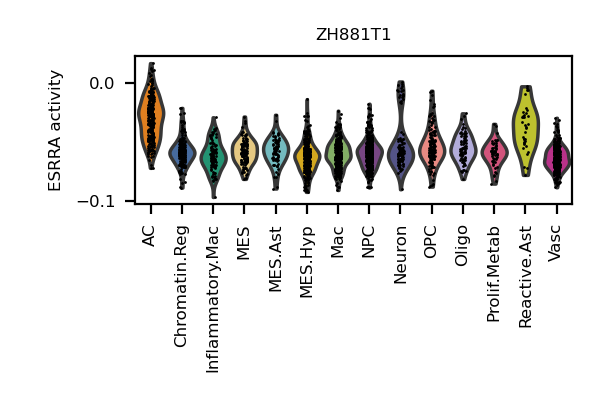 ZH881T1
ESRRA activity
0.0
−0.1
AC
Chromatin.Reg
Inflammatory.Mac
MES
MES.Ast
MES.Hyp
Mac
NPC
Neuron
OPC
Oligo
Prolif.Metab
Reactive.Ast
Vasc